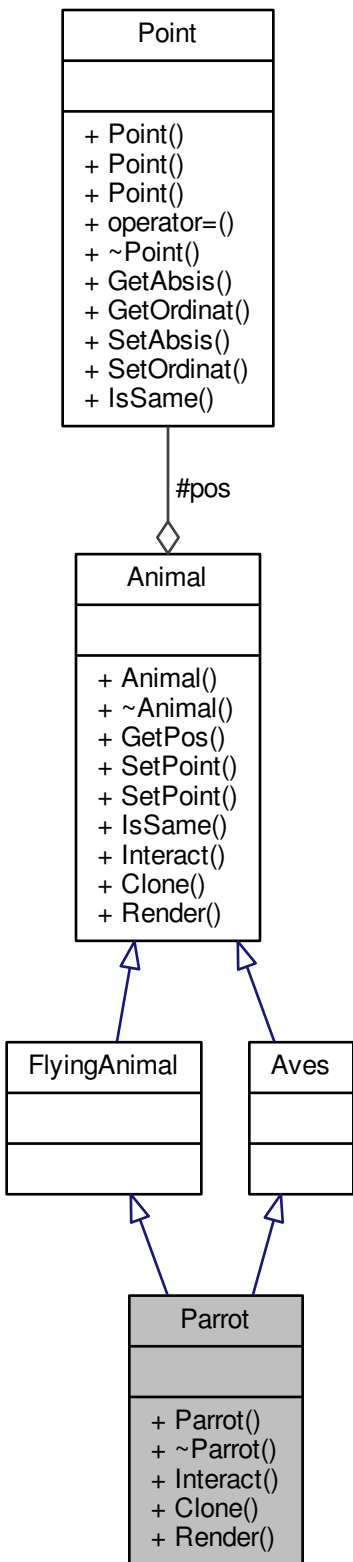 Point
+ Point()
+ Point()
+ Point()
+ operator=()
+ ~Point()
+ GetAbsis()
+ GetOrdinat()
+ SetAbsis()
+ SetOrdinat()
+ IsSame()
#pos
Animal
+ Animal()
+ ~Animal()
+ GetPos()
+ SetPoint()
+ SetPoint()
+ IsSame()
+ Interact()
+ Clone()
+ Render()
FlyingAnimal
Aves
Parrot
+ Parrot()
+ ~Parrot()
+ Interact()
+ Clone()
+ Render()